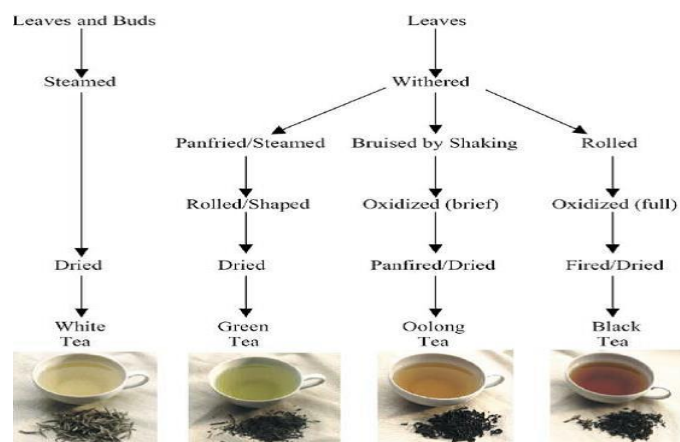 Leaves and Buds
Leaves
Steamed
Withered
Panfried/Steamed
Bruised by Shaking
Rolled
Rolled/Shaped
Oxidized (brief)
Oxidized (full)
Dried
Dried
Panfired/Dried
Fired/Dried
White
Tea
Green
Tea
Oolong
Tea
Black
Tea